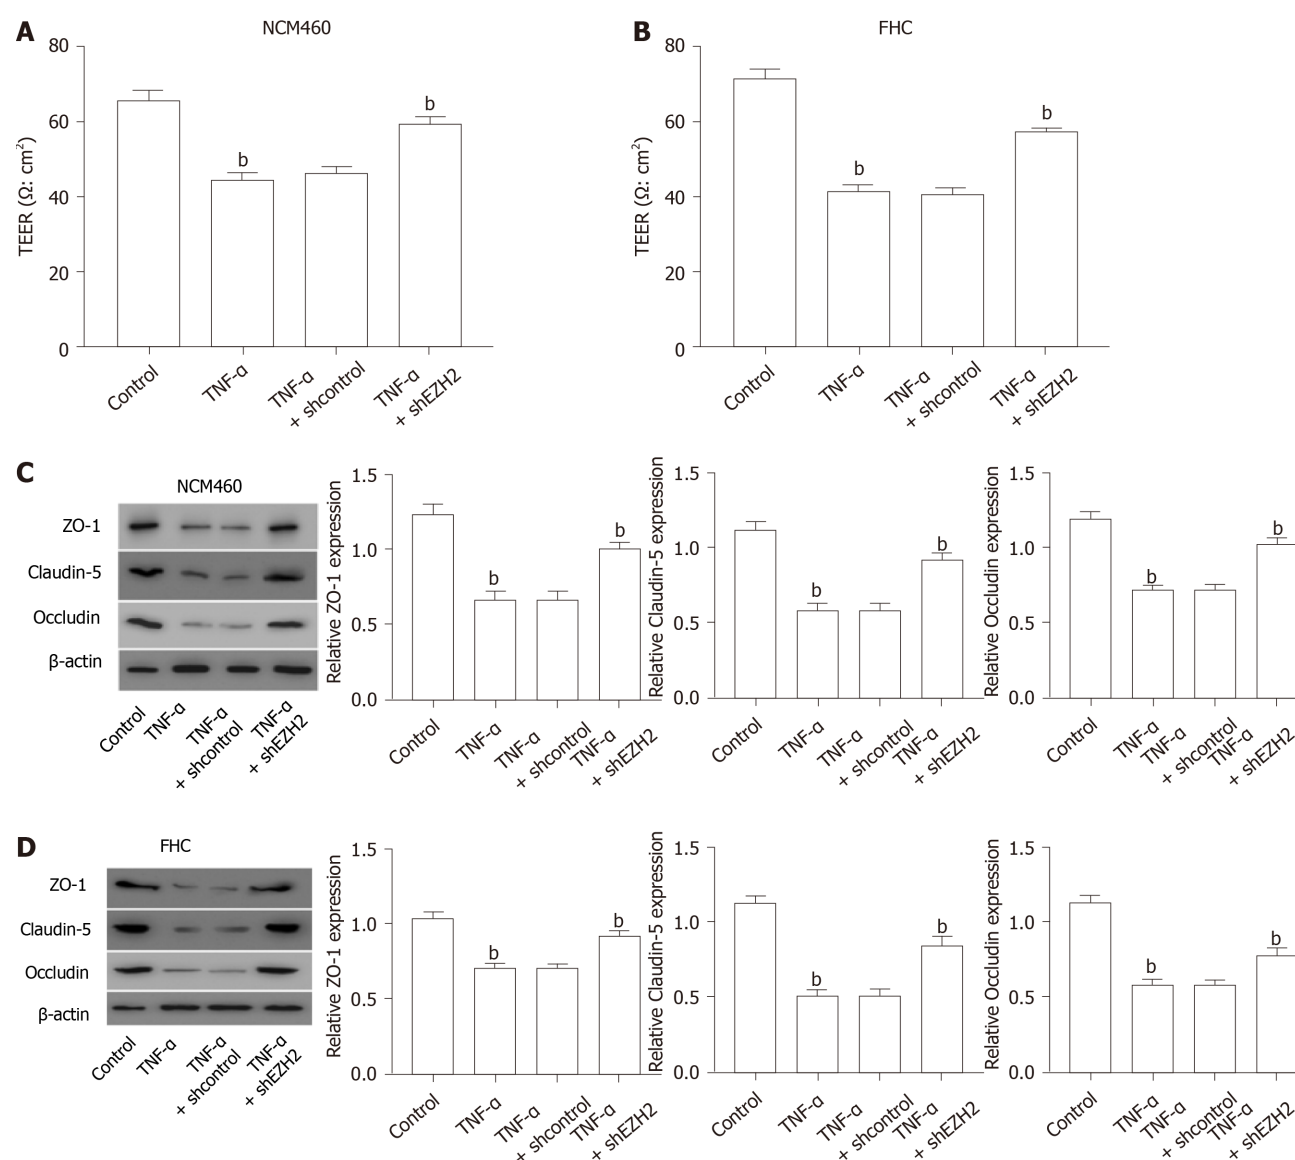 A
NCM460
80
60
40
20
0
TEER (Ω: cm²)
b
b
Control
TNF-α
TNF-α
+ shcontrol
TNF-α
+ shEZH2
B
FHC
80
60
40
20
0
TEER (Ω: cm²)
b
b
Control
TNF-α
TNF-α
+ shcontrol
TNF-α
+ shEZH2
C
NCM460
ZO-1
Claudin-5
Occludin
β-actin
Control
TNF-α
TNF-α
+ shcontrol
TNF-α
+ shEZH2
Relative ZO-1 expression
1.5
1.0
0.5
0.0
b
b
Control
TNF-α
TNF-α
+ shcontrol
TNF-α
+ shEZH2
Relative Claudin-5 expression
1.5
1.0
0.5
0.0
b
b
Control
TNF-α
TNF-α
+ shcontrol
TNF-α
+ shEZH2
Relative Occludin expression
1.5
1.0
0.5
0.0
b
b
Control
TNF-α
TNF-α
+ shcontrol
TNF-α
+ shEZH2
D
FHC
ZO-1
Claudin-5
Occludin
β-actin
Control
TNF-α
TNF-α
+ shcontrol
TNF-α
+ shEZH2
Relative ZO-1 expression
1.5
1.0
0.5
0.0
b
b
Control
TNF-α
TNF-α
+ shcontrol
TNF-α
+ shEZH2
Relative Claudin-5 expression
1.5
1.0
0.5
0.0
b
b
Control
TNF-α
TNF-α
+ shcontrol
TNF-α
+ shEZH2
Relative Occludin expression
1.5
1.0
0.5
0.0
b
b
Control
TNF-α
TNF-α
+ shcontrol
TNF-α
+ shEZH2